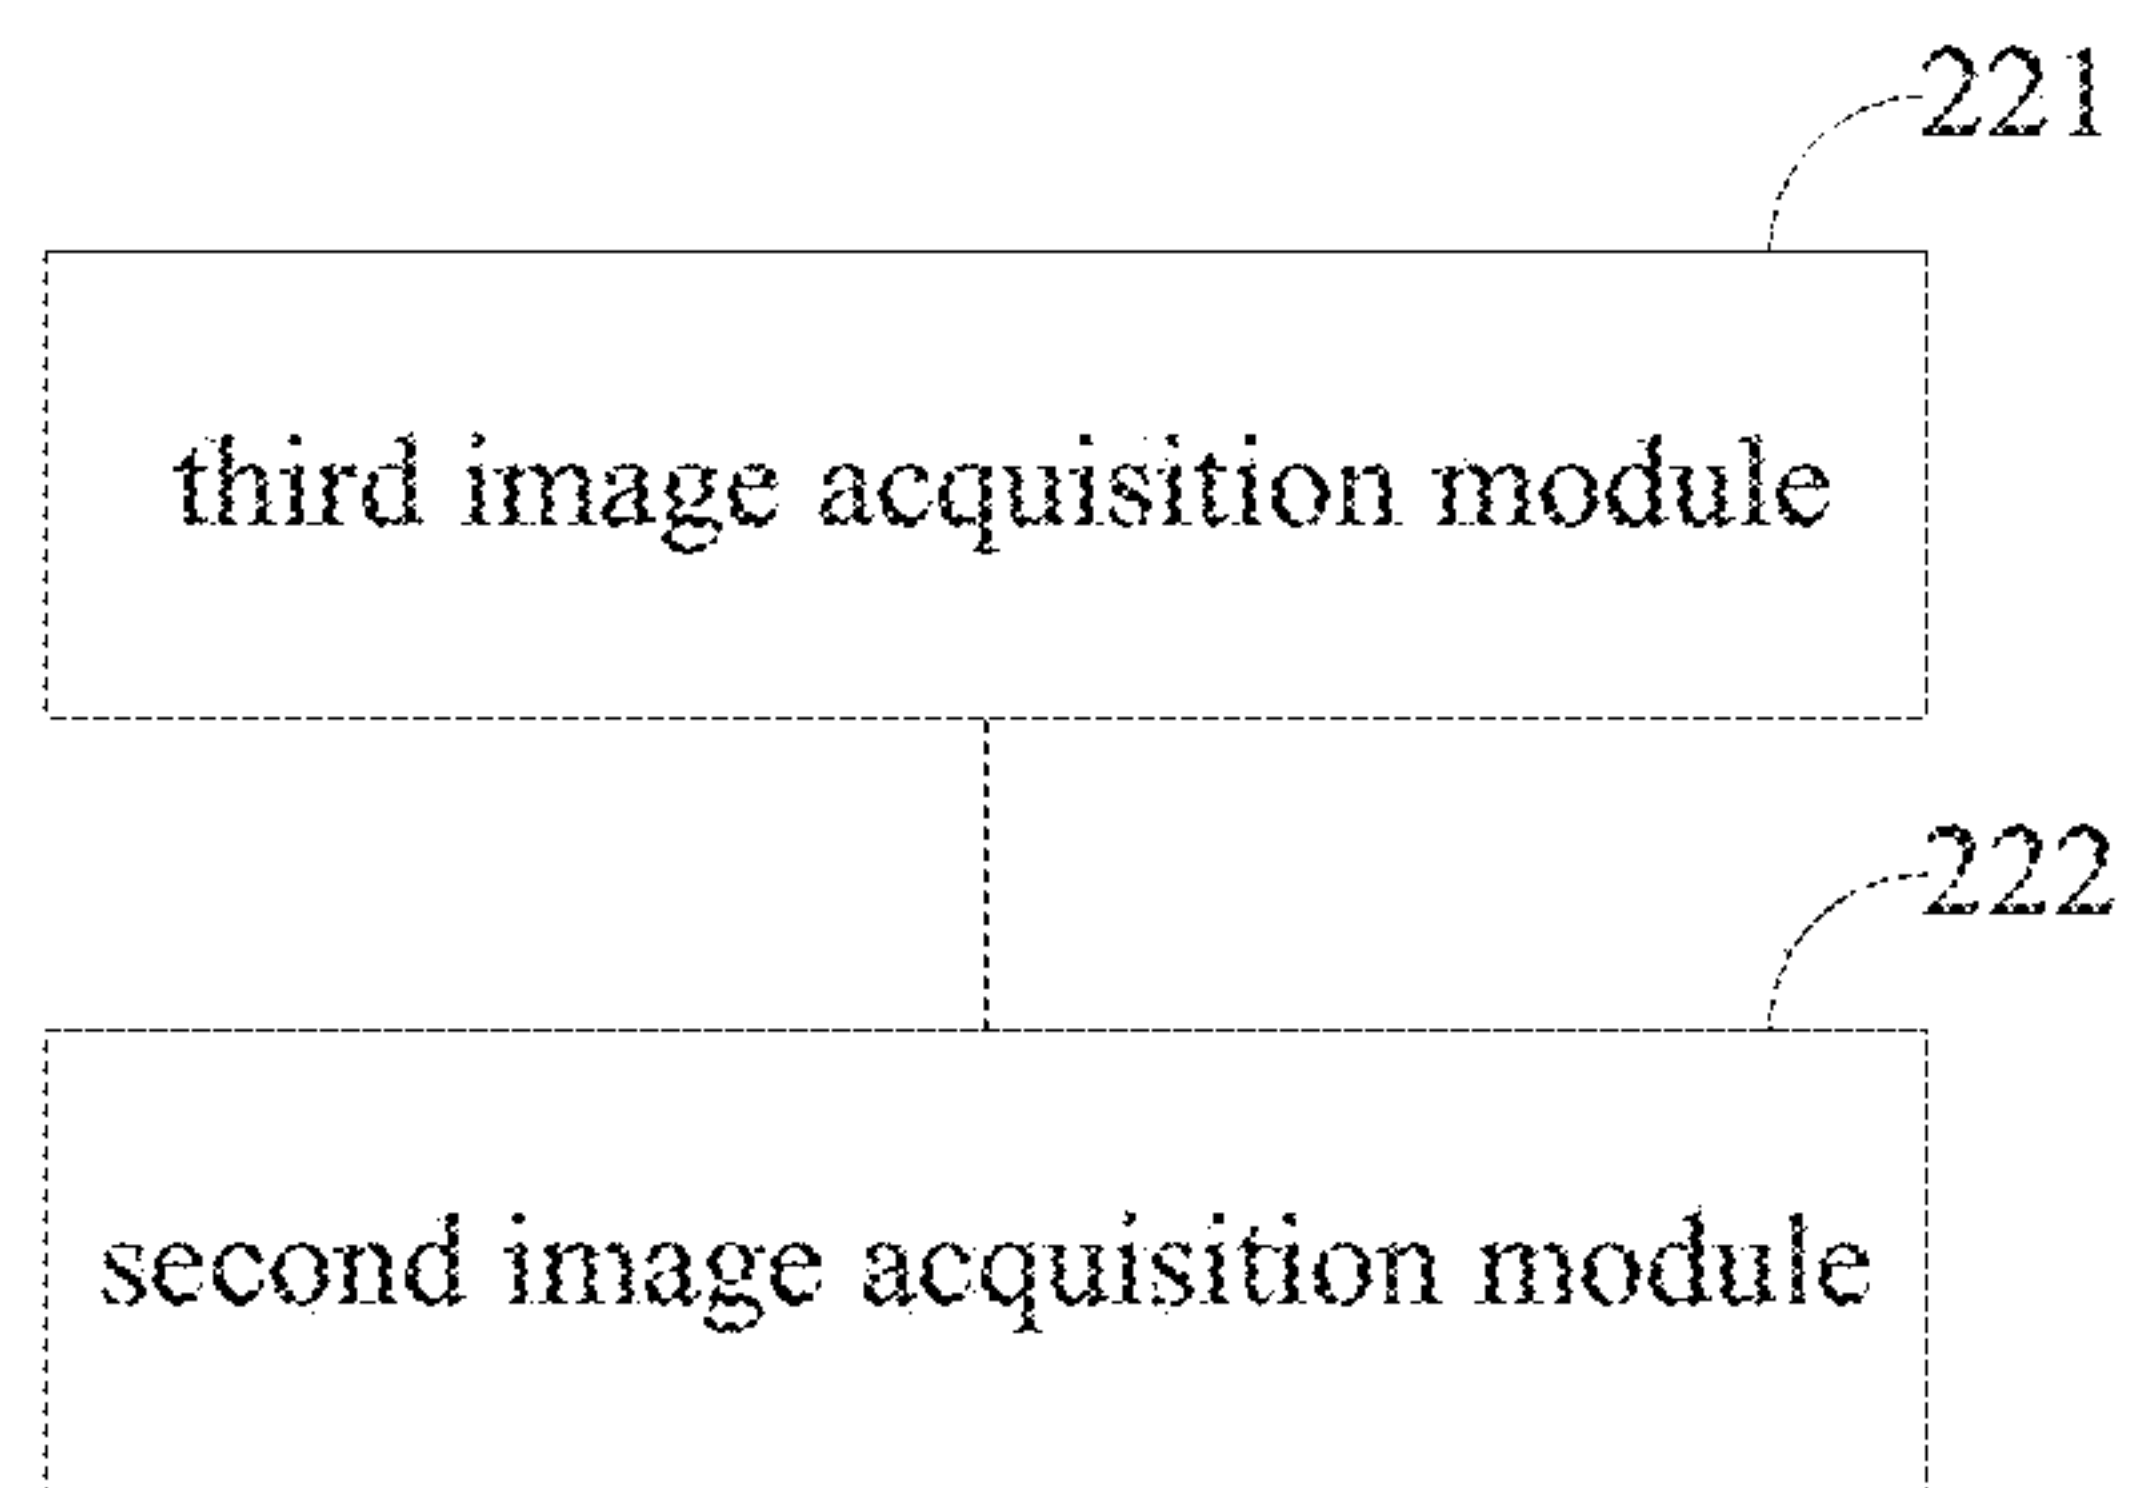 221
third image acquisition module
222
second image acquisition module